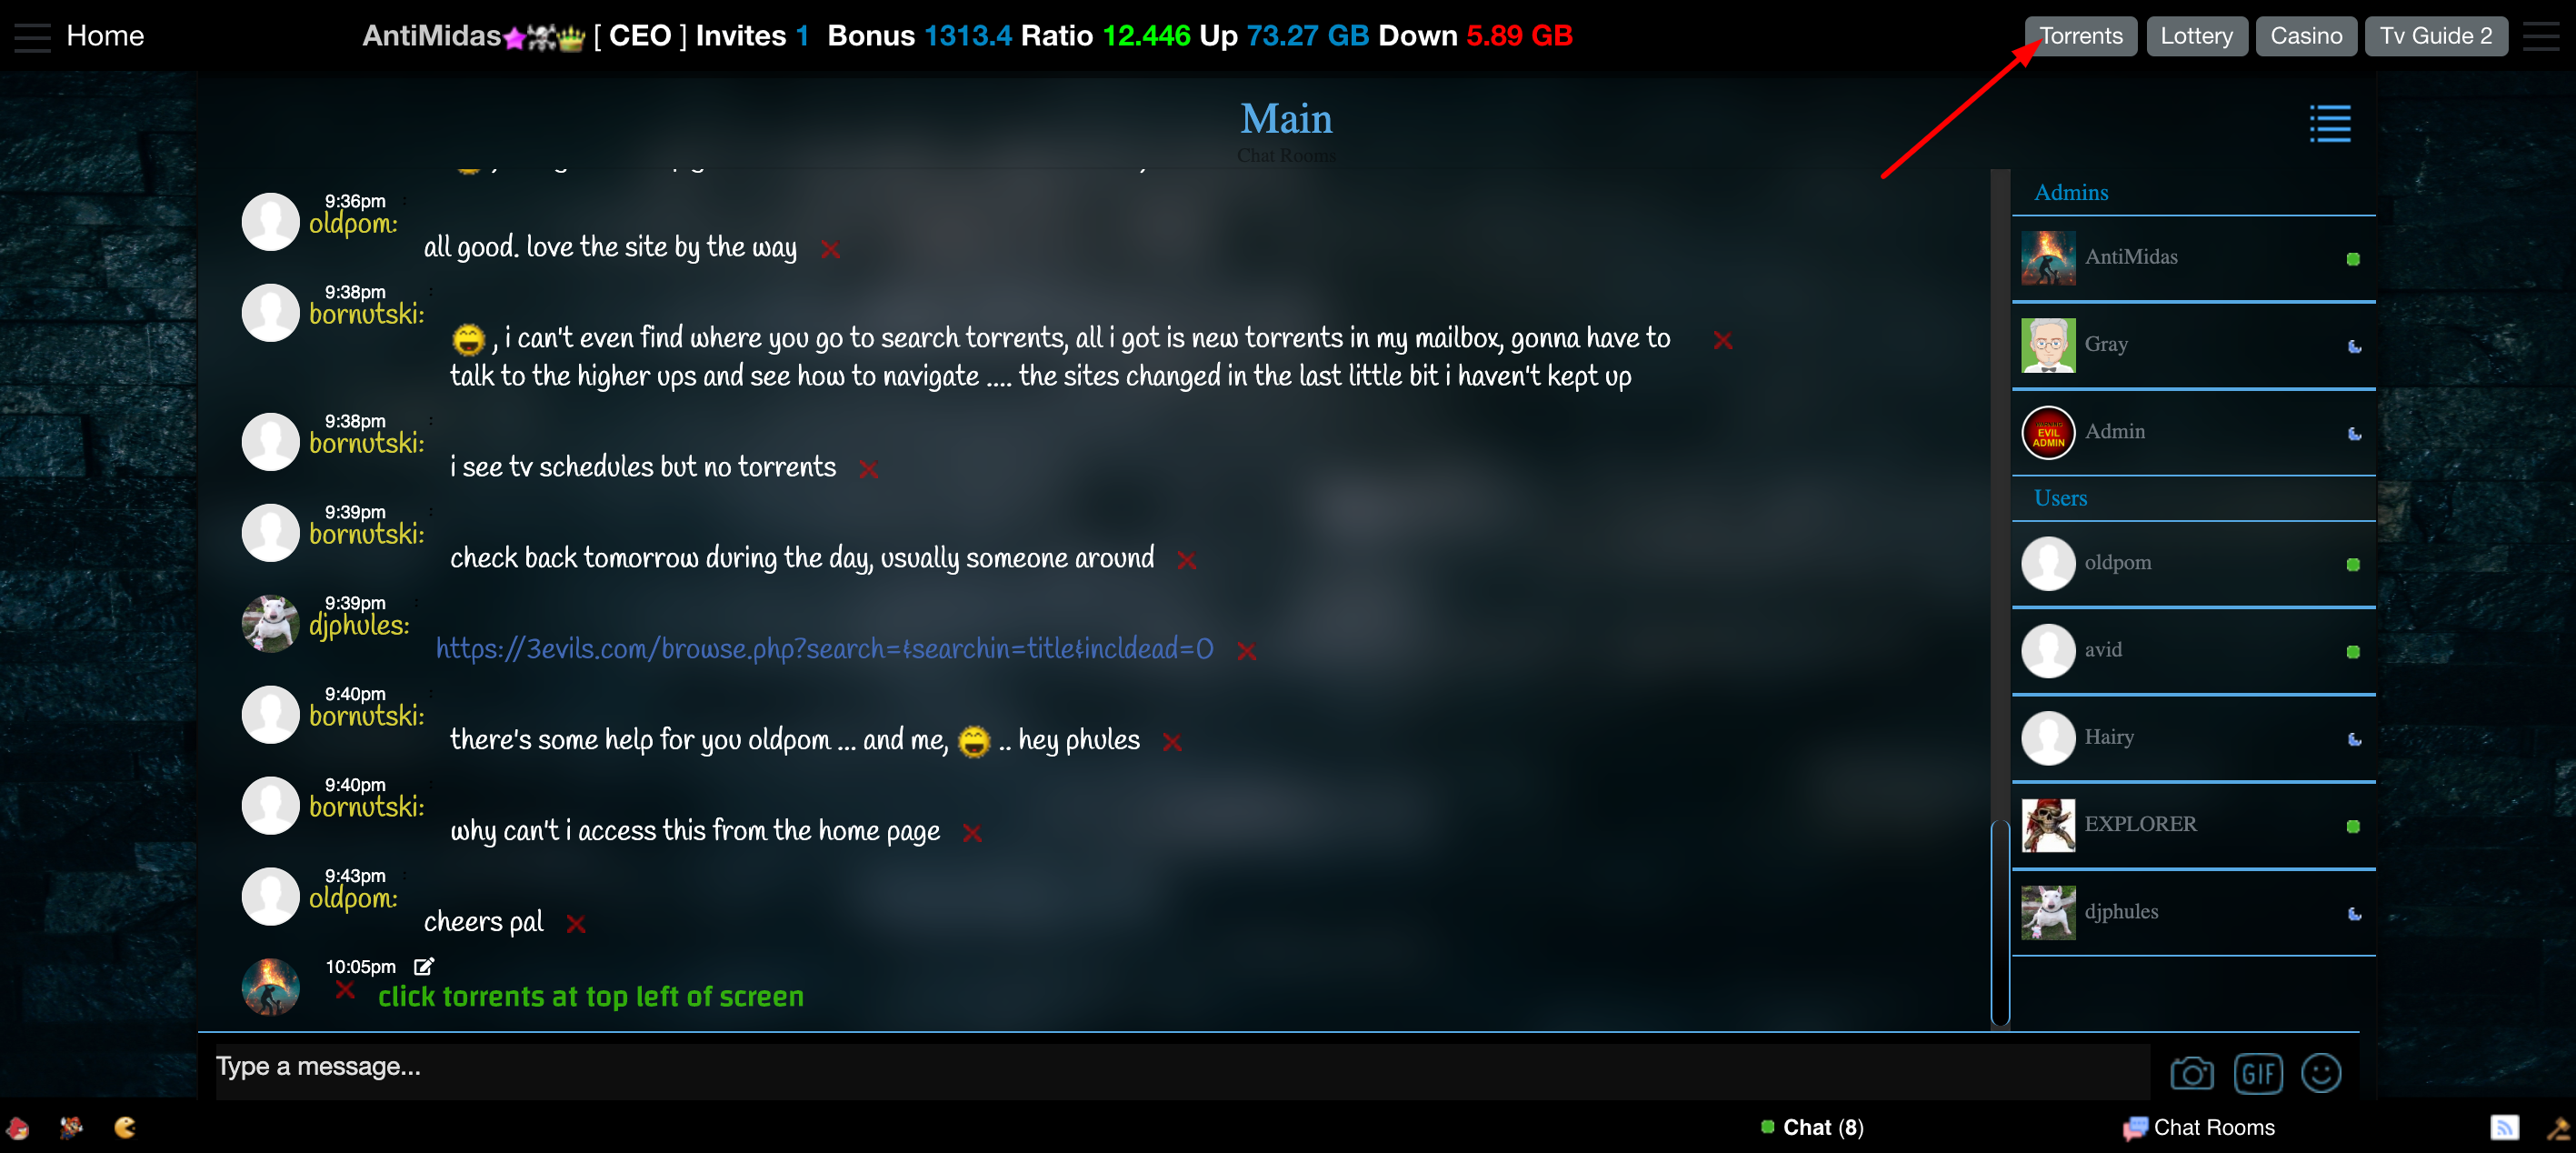 Home
AntiMidas [ CEO ] Invites 1 Bonus 1313.4 Ratio 12.446 Up 73.27 GB Down 5.89 GB
Torrents Lottery Casino Tv Guide 2
Main
Chat Rooms
9:36pm :
oldpom:
all good. love the site by the way
9:38pm :
bornutski:
, i can't even find where you go to search torrents, all i got is new torrents in my mailbox, gonna have to
talk to the higher ups and see how to navigate .... the sites changed in the last little bit i haven't kept up
9:38pm :
bornutski:
i see tv schedules but no torrents
9:39pm :
bornutski:
check back tomorrow during the day, usually someone around
9:39pm :
djphules:
https://3evils.com/browse.php?search=&searchin=title&incldead=0
9:40pm :
bornutski:
there's some help for you oldpom ... and me, .. hey phules
9:40pm :
bornutski:
why can't i access this from the home page
9:43pm :
oldpom:
cheers pal
10:05pm
click torrents at top left of screen
Type a message...
GIF
Admins
AntiMidas
Gray
EVIL
ADMIN
Admin
Users
oldpom
avid
Hairy
EXPLORER
djphules
Chat (8)
Chat Rooms